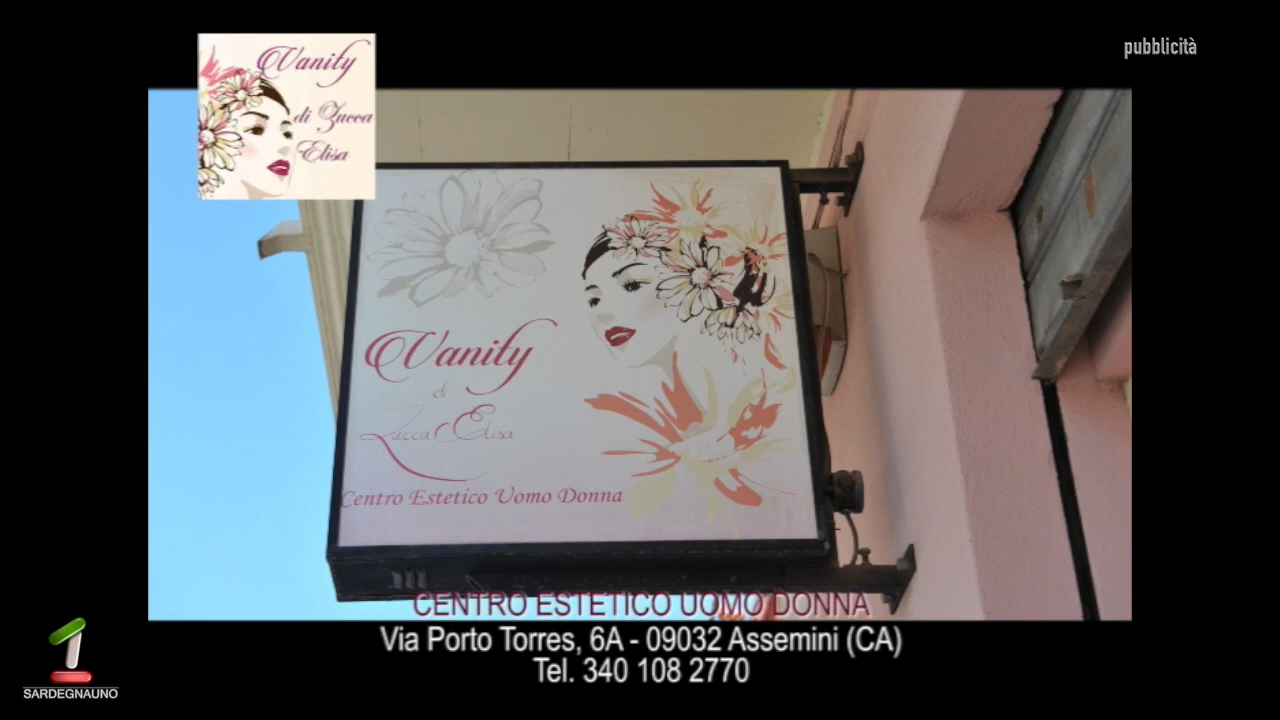 pubblicità
Vanity
di Zucca
Elisa
Vanity
di
Zucca Elisa
Centro Estetico Uomo Donna
CENTRO ESTETICO UOMO DONNA
Via Porto Torres, 6A - 09032 Assemini (CA)
Tel. 340 108 2770
1
SARDEGNAUNO